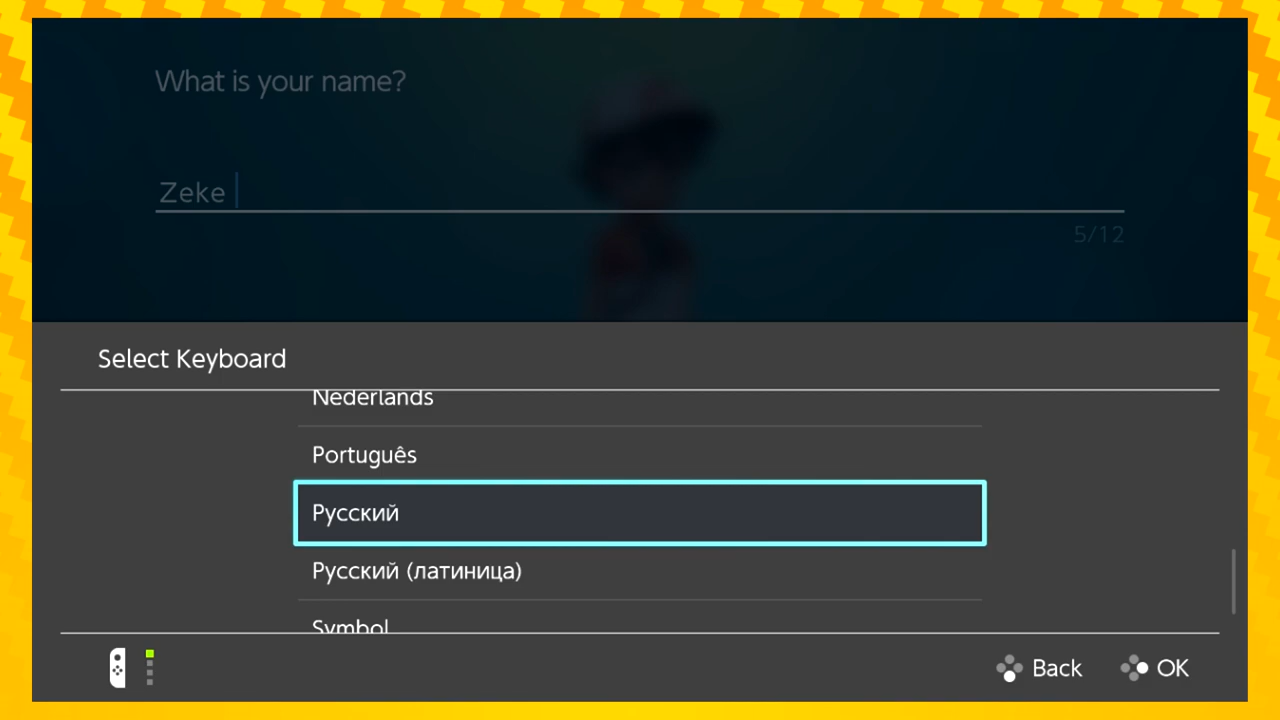 What is your name?
Zeke
5/12
Select Keyboard
Nederlands
Português
Русский
Русский (латиница)
Symbol
Back
OK